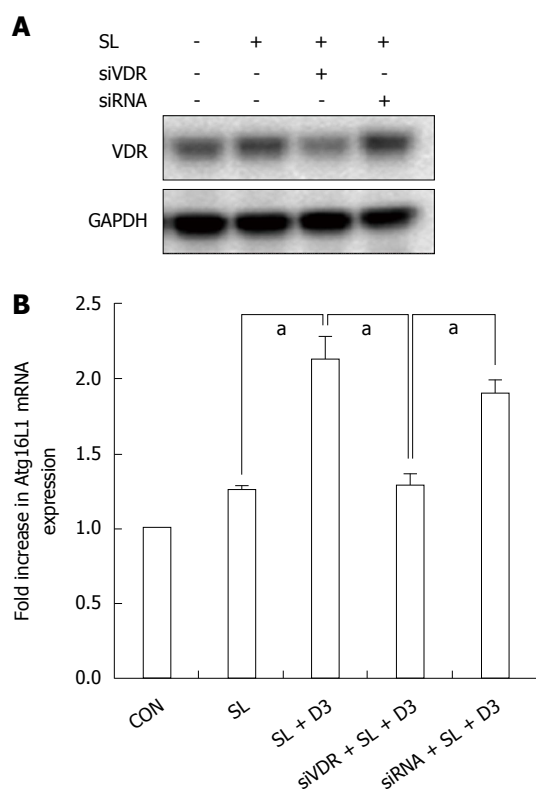 A
SL - + + +
siVDR - - + -
siRNA - - - +
VDR
GAPDH
B
Fold increase in Atg16L1 mRNA
expression
2.5
2.0
1.5
1.0
0.5
0.0
a a a
CON
SL
SL + D3
siVDR + SL + D3
siRNA + SL + D3